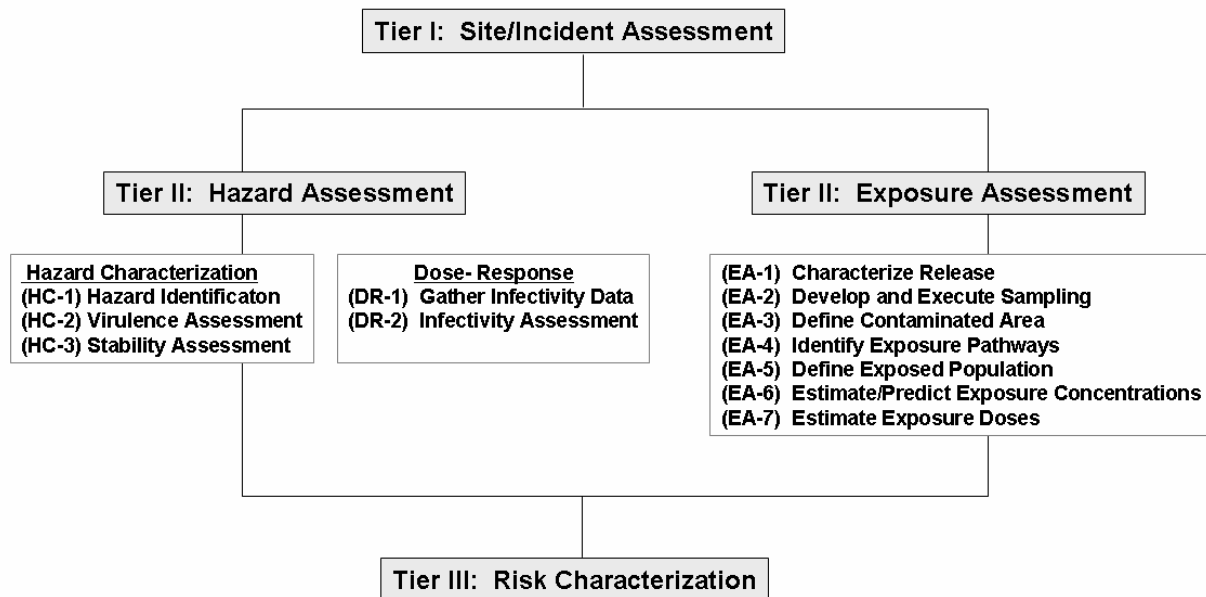 Tier I:  Site/Incident Assessment
Tier II:  Hazard Assessment
Tier II:  Exposure Assessment
Hazard Characterization
(HC-1) Hazard Identificaton
(HC-2) Virulence Assessment
(HC-3) Stability Assessment
Dose- Response
(DR-1)  Gather Infectivity Data
(DR-2)  Infectivity Assessment
(EA-1)  Characterize Release
(EA-2)  Develop and Execute Sampling
(EA-3)  Define Contaminated Area
(EA-4)  Identify Exposure Pathways
(EA-5)  Define Exposed Population
(EA-6)  Estimate/Predict Exposure Concentrations
(EA-7)  Estimate Exposure Doses
Tier III:  Risk Characterization